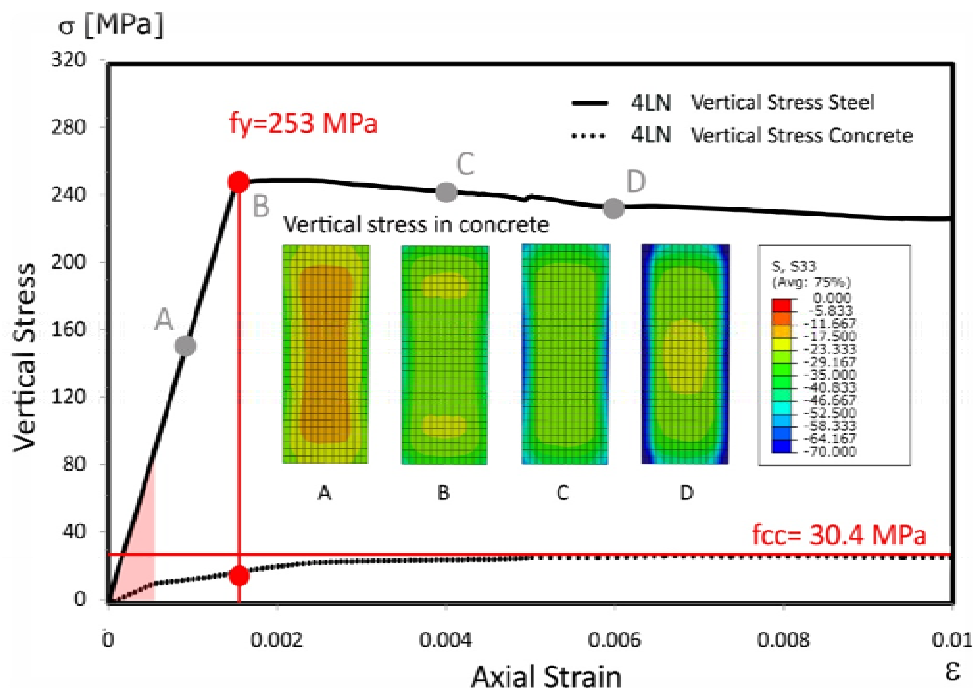 σ [MPa]
320
280
240
200
160
120
80
40
0
Vertical Stress
4LN Vertical Stress Steel
4LN Vertical Stress Concrete
fy=253 MPa
A
B
C
D
Vertical stress in concrete
A
B
C
D
S, S33
(Avg: 75%)
0.000
-5.833
-11.667
-17.500
-23.333
-29.167
-35.000
-40.833
-46.667
-52.500
-58.333
-64.167
-70.000
fcc= 30.4 MPa
0
0.002
0.004
0.006
0.008
0.01
Axial Strain
ε